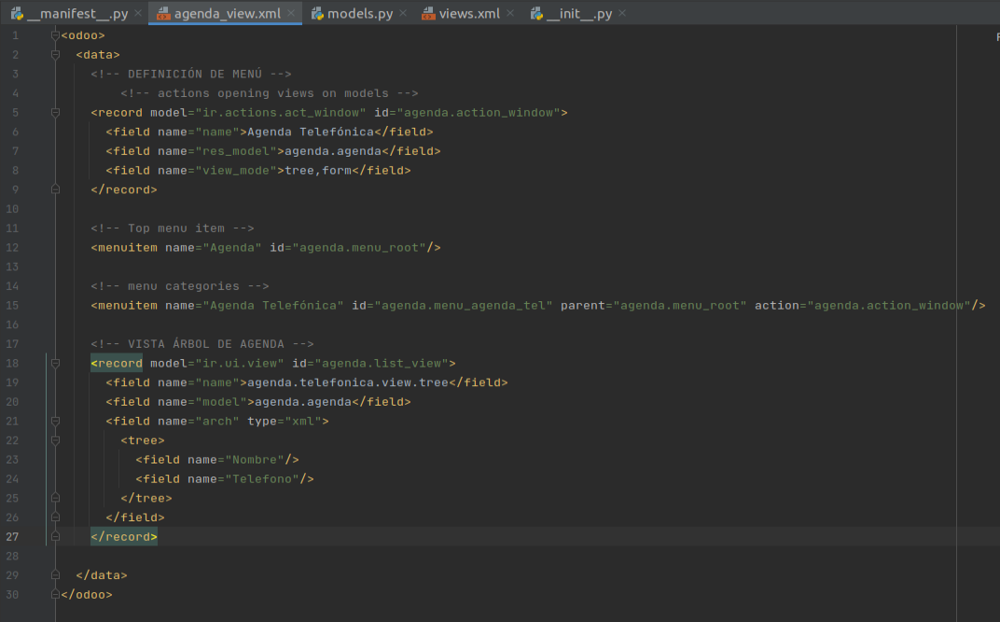 __manifest__.py agenda_view.xml models.py views.xml __init__.py
1 <odoo>
2 <data>
3 <!-- DEFINICIÓN DE MENÚ -->
4 <!-- actions opening views on models -->
5 <record model="ir.actions.act_window" id="agenda.action_window">
6 <field name="name">Agenda Telefónica</field>
7 <field name="res_model">agenda.agenda</field>
8 <field name="view_mode">tree,form</field>
9 </record>
10
11 <!-- Top menu item -->
12 <menuitem name="Agenda" id="agenda.menu_root"/>
13
14 <!-- menu categories -->
15 <menuitem name="Agenda Telefónica" id="agenda.menu_agenda_tel" parent="agenda.menu_root" action="agenda.action_window"/>
16
17 <!-- VISTA ÁRBOL DE AGENDA -->
18 <record model="ir.ui.view" id="agenda.list_view">
19 <field name="name">agenda.telefonica.view.tree</field>
20 <field name="model">agenda.agenda</field>
21 <field name="arch" type="xml">
22 <tree>
23 <field name="Nombre"/>
24 <field name="Telefono"/>
25 </tree>
26 </field>
27 </record>
28
29 </data>
30 </odoo>